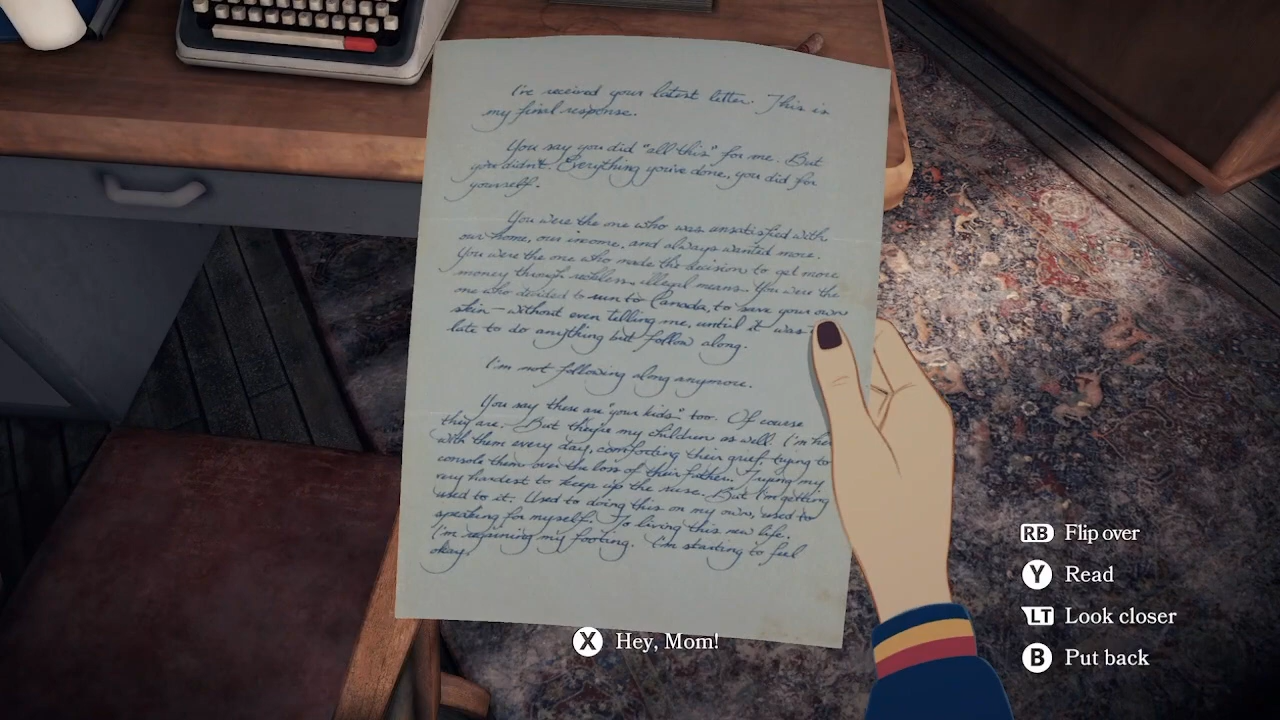 I've received your latest letter. This is
my final response.
You say you did "all this" for me. But
you didn't. Everything you've done, you did for
yourself.
You were the one who was unsatisfied with
our home, our income, and always wanted more.
You were the one who made the decision to get more
money through reckless, illegal means. You were the
one who decided to run to Canada, to save your own
skin – without even telling me, until it was
late to do anything but follow along.
I'm not following along anymore.
You say these are "your kids" too. Of course
they are. But they're my children as well. I'm her
with them every day, comforting their grief, trying to
console them over the loss of their father. Trying my
very hardest to keep up the ruse. But I'm getting
used to it. Used to doing this on my own, used to
speaking for myself. To living this new life.
I'm regaining my footing. I'm starting to feel
okay.
RB Flip over
Y Read
LT Look closer
X Hey, Mom!
B Put back